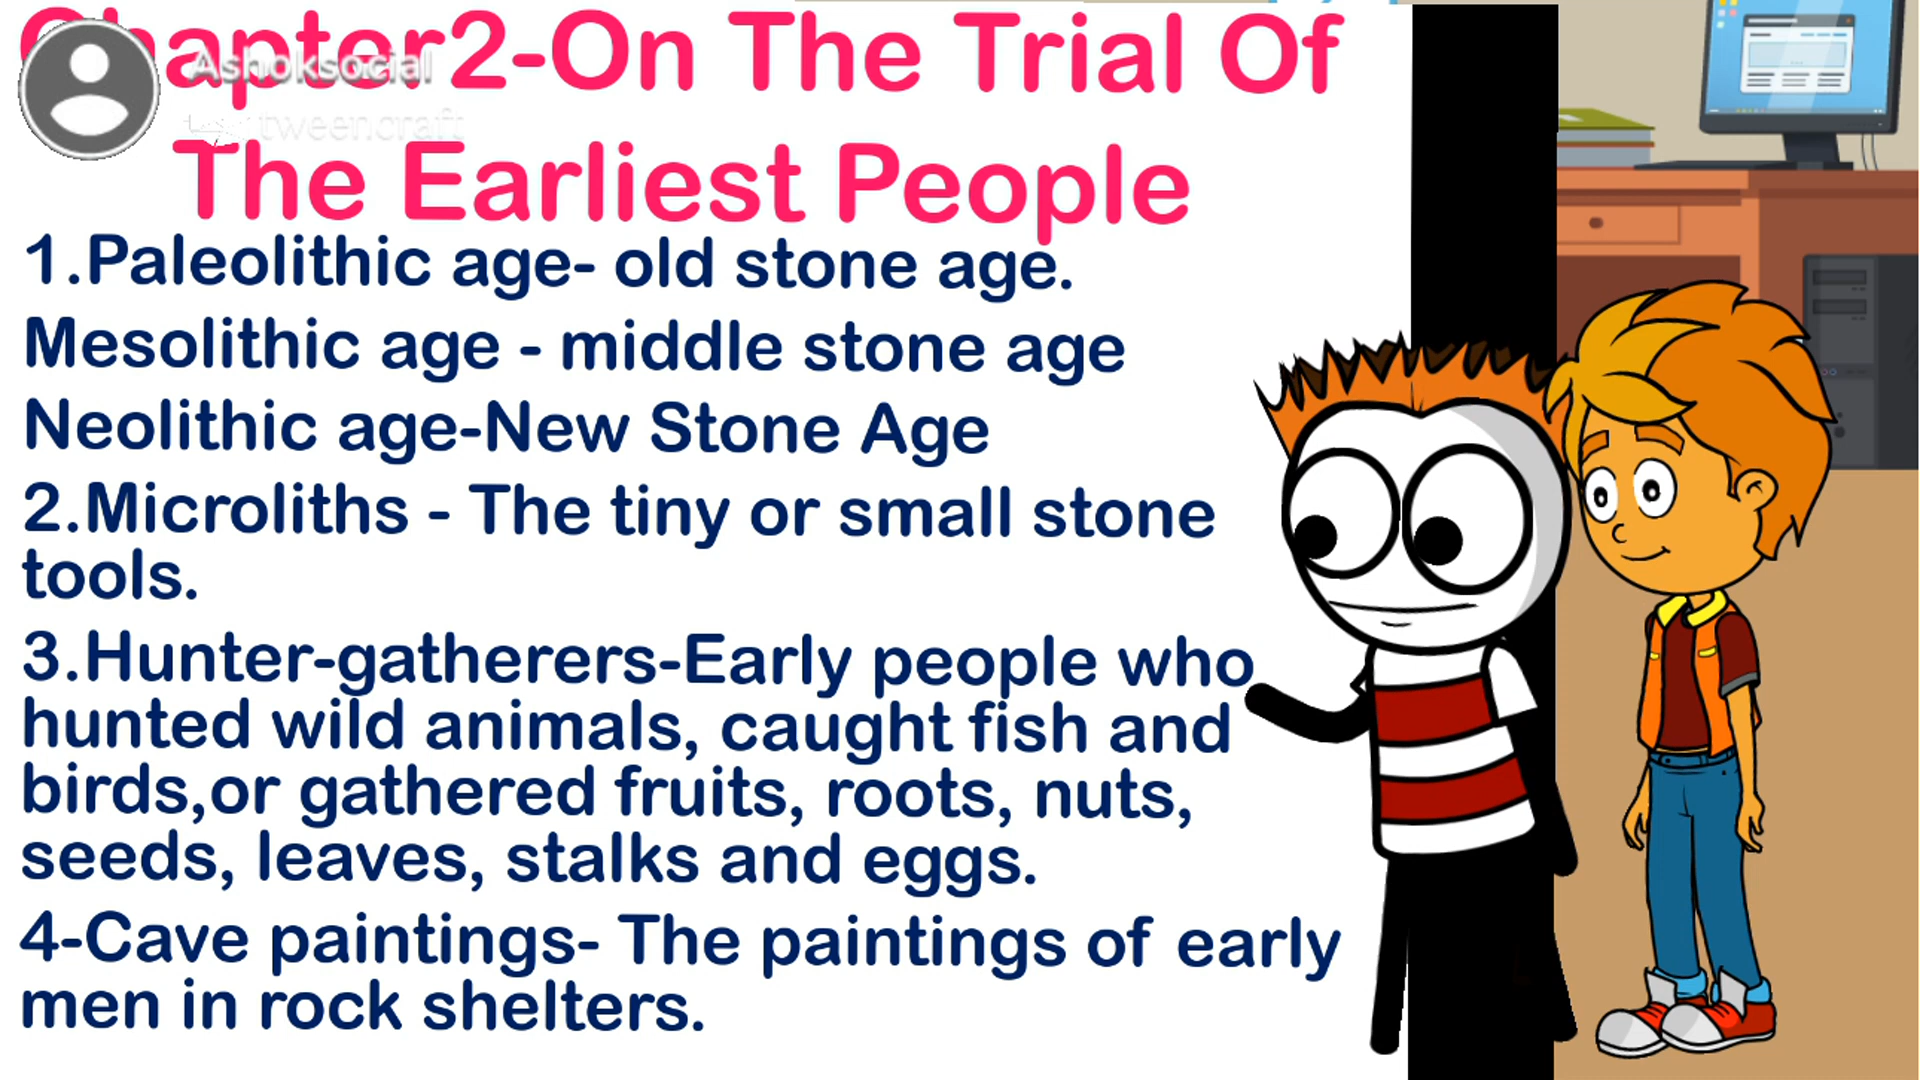 Chapter2-On The Trial Of
Ashoksocial
tweencraft
The Earliest People
1.Paleolithic age- old stone age.
Mesolithic age - middle stone age
Neolithic age-New Stone Age
2.Microliths - The tiny or small stone
tools.
3.Hunter-gatherers-Early people who
hunted wild animals, caught fish and
birds,or gathered fruits, roots, nuts,
seeds, leaves, stalks and eggs.
4-Cave paintings- The paintings of early
men in rock shelters.